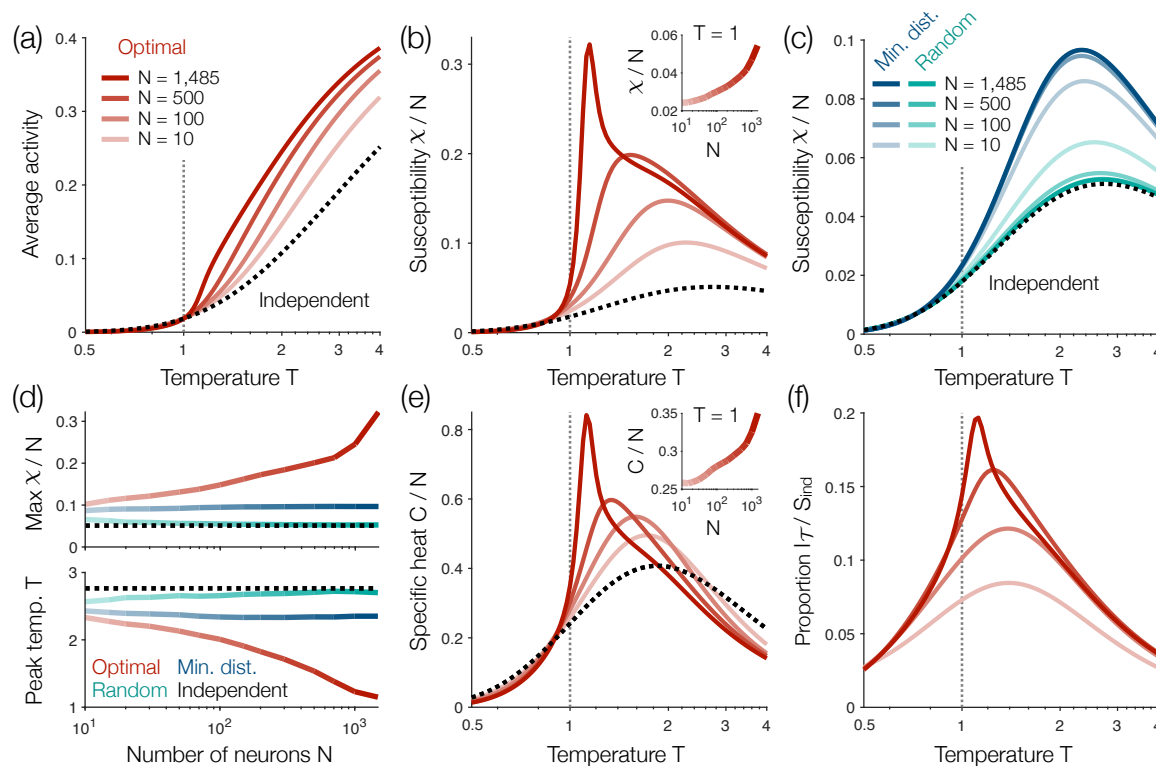 (a)
Optimal
N = 1,485
N = 500
N = 100
N = 10
Independent
Average activity
0.4
0.3
0.2
0.1
0
0.5 1 2 3 4
Temperature T
(b)
T = 1
χ / N
0.06
0.04
0.02
10¹ 10² 10³
N
Susceptibility χ / N
0.3
0.2
0.1
0
0.5 1 2 3 4
Temperature T
(c)
Min. dist.
Random
N = 1,485
N = 500
N = 100
N = 10
Independent
Susceptibility χ / N
0.1
0.08
0.06
0.04
0.02
0
0.5 1 2 3 4
Temperature T
(d)
Max χ / N
0.3
0.2
0.1
0
Peak temp. T
3
2
1
Optimal Min. dist.
Random Independent
10¹ 10² 10³
Number of neurons N
(e)
T = 1
C / N
0.35
0.3
0.25
10¹ 10² 10³
N
Specific heat C / N
0.8
0.6
0.4
0.2
0
0.5 1 2 3 4
Temperature T
(f)
Proportion I𝒯 / Sind
0.2
0.15
0.1
0.05
0
0.5 1 2 3 4
Temperature T